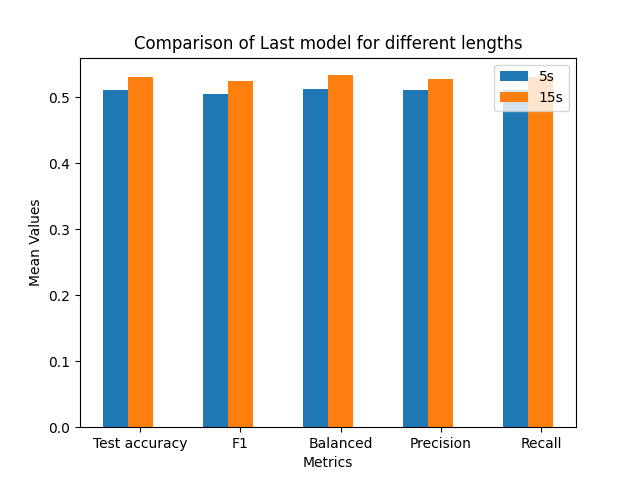 Comparison of Last model for different lengths
5s
15s
0.5
0.4
0.3
0.2
0.1
0.0
Mean Values
Test accuracy F1 Balanced Precision Recall
Metrics